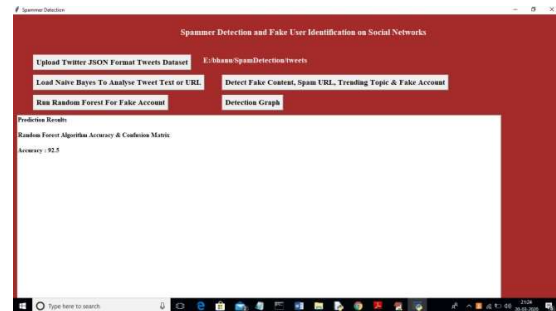 Spammer Detection
Spammer Detection and Fake User Identification on Social Networks
Upload Twitter JSON Format Tweets Dataset
E:/bhanu/SpamDetection/tweets
Load Naive Bayes To Analyse Tweet Text or URL
Detect Fake Content, Spam URL, Trending Topic & Fake Account
Run Random Forest For Fake Account
Detection Graph
Prediction Results
Random Forest Algorithm Accuracy & Confusion Matrix
Accuracy : 92.5
Type here to search
21:24